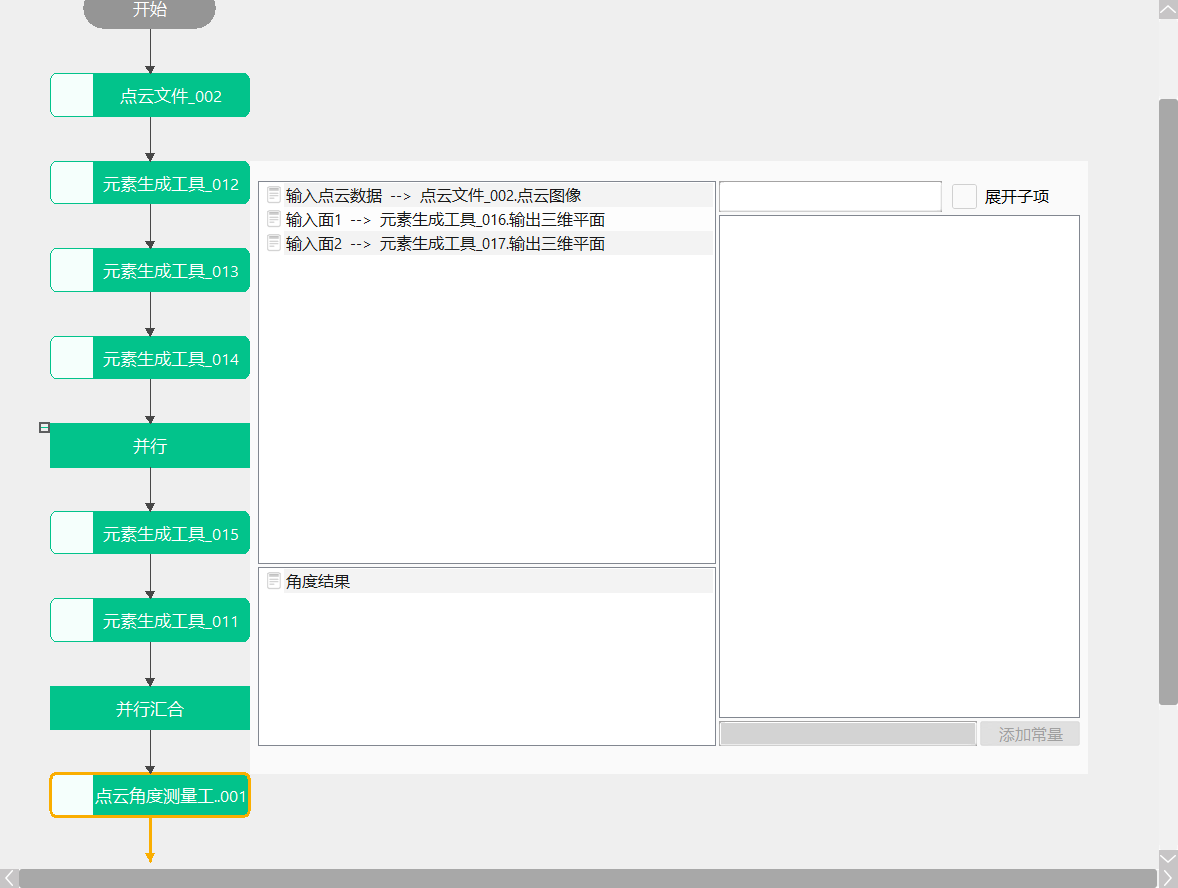 开始
点云文件_002
元素生成工具_012
元素生成工具_013
元素生成工具_014
并行
元素生成工具_015
元素生成工具_011
并行汇合
点云角度测量工..001
输入点云数据 --> 点云文件_002.点云图像
输入面1 --> 元素生成工具_016.输出三维平面
输入面2 --> 元素生成工具_017.输出三维平面
角度结果
展开子项
添加常量